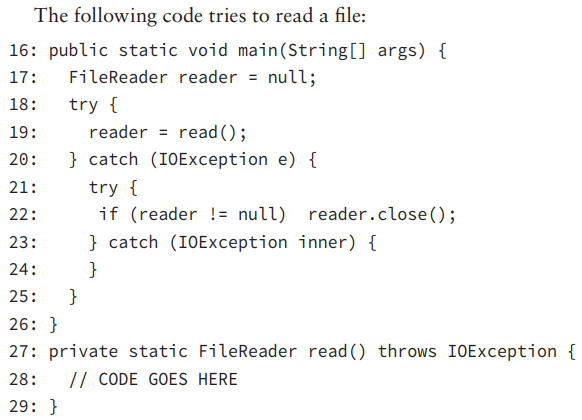 The following code tries to read a file:
16: public static void main(String[] args) {
17:   FileReader reader = null;
18:   try {
19:     reader = read();
20:   } catch (IOException e) {
21:     try {
22:      if (reader != null)  reader.close();
23:     } catch (IOException inner) {
24:     }
25:   }
26: }
27: private static FileReader read() throws IOException {
28:   // CODE GOES HERE
29: }